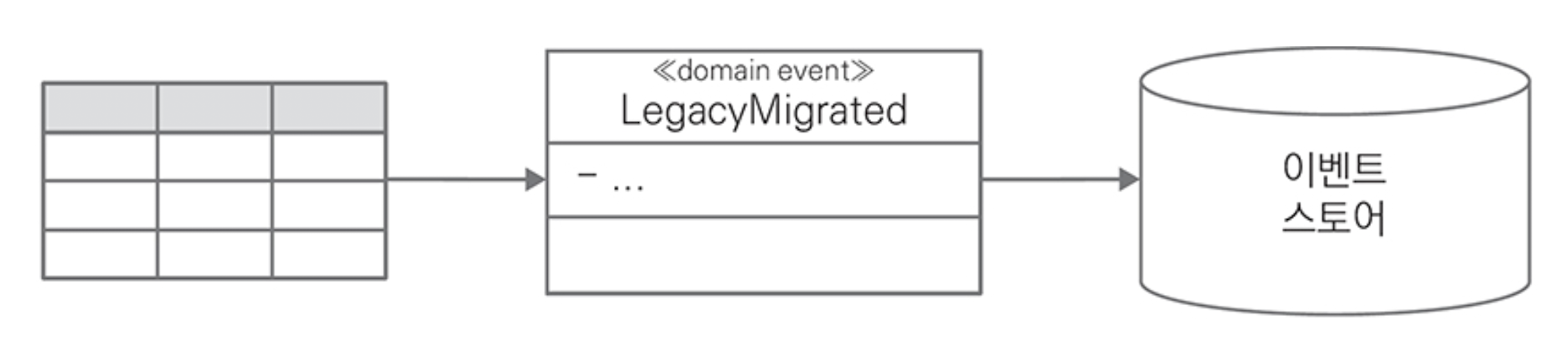 ≪domain event≫
LegacyMigrated
- ...
이벤트
스토어